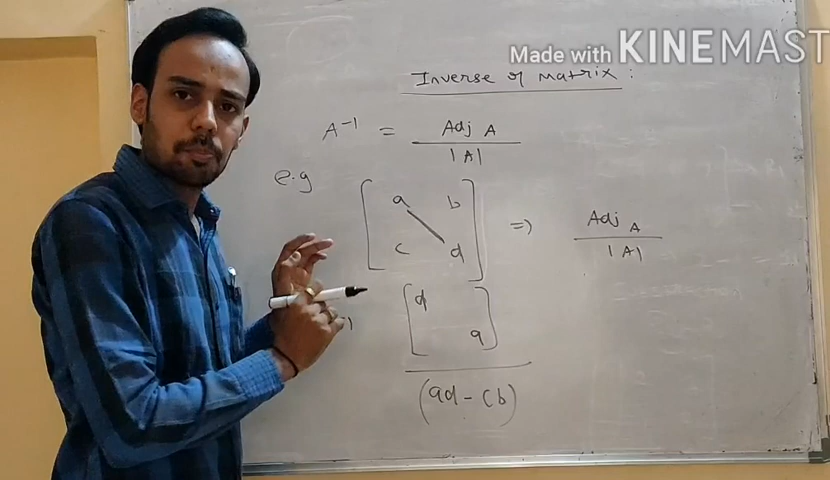 Made with KINEMAST
Inverse of matrix :
A⁻¹ = Adj A / |A|
e.g [ a b
c d ] => Adj A / |A|
=) [ d
a ]
(ad - cb)